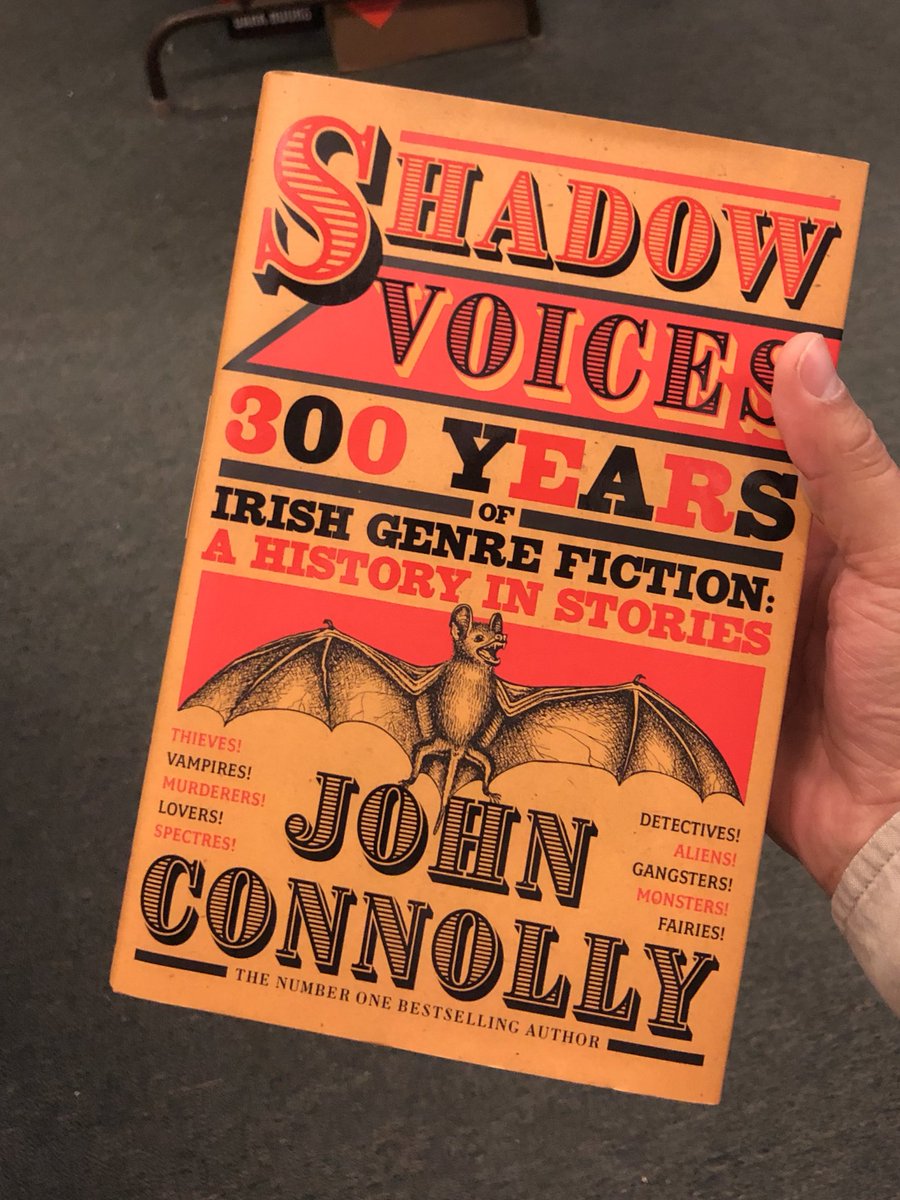 SHADOW
VOICES
300 YEARS
OF
IRISH GENRE FICTION:
A HISTORY IN STORIES
THIEVES!
VAMPIRES!
MURDERERS!
LOVERS!
SPECTRES!
DETECTIVES!
ALIENS!
GANGSTERS!
MONSTERS!
FAIRIES!
JOHN
CONNOLLY
THE NUMBER ONE BESTSELLING AUTHOR